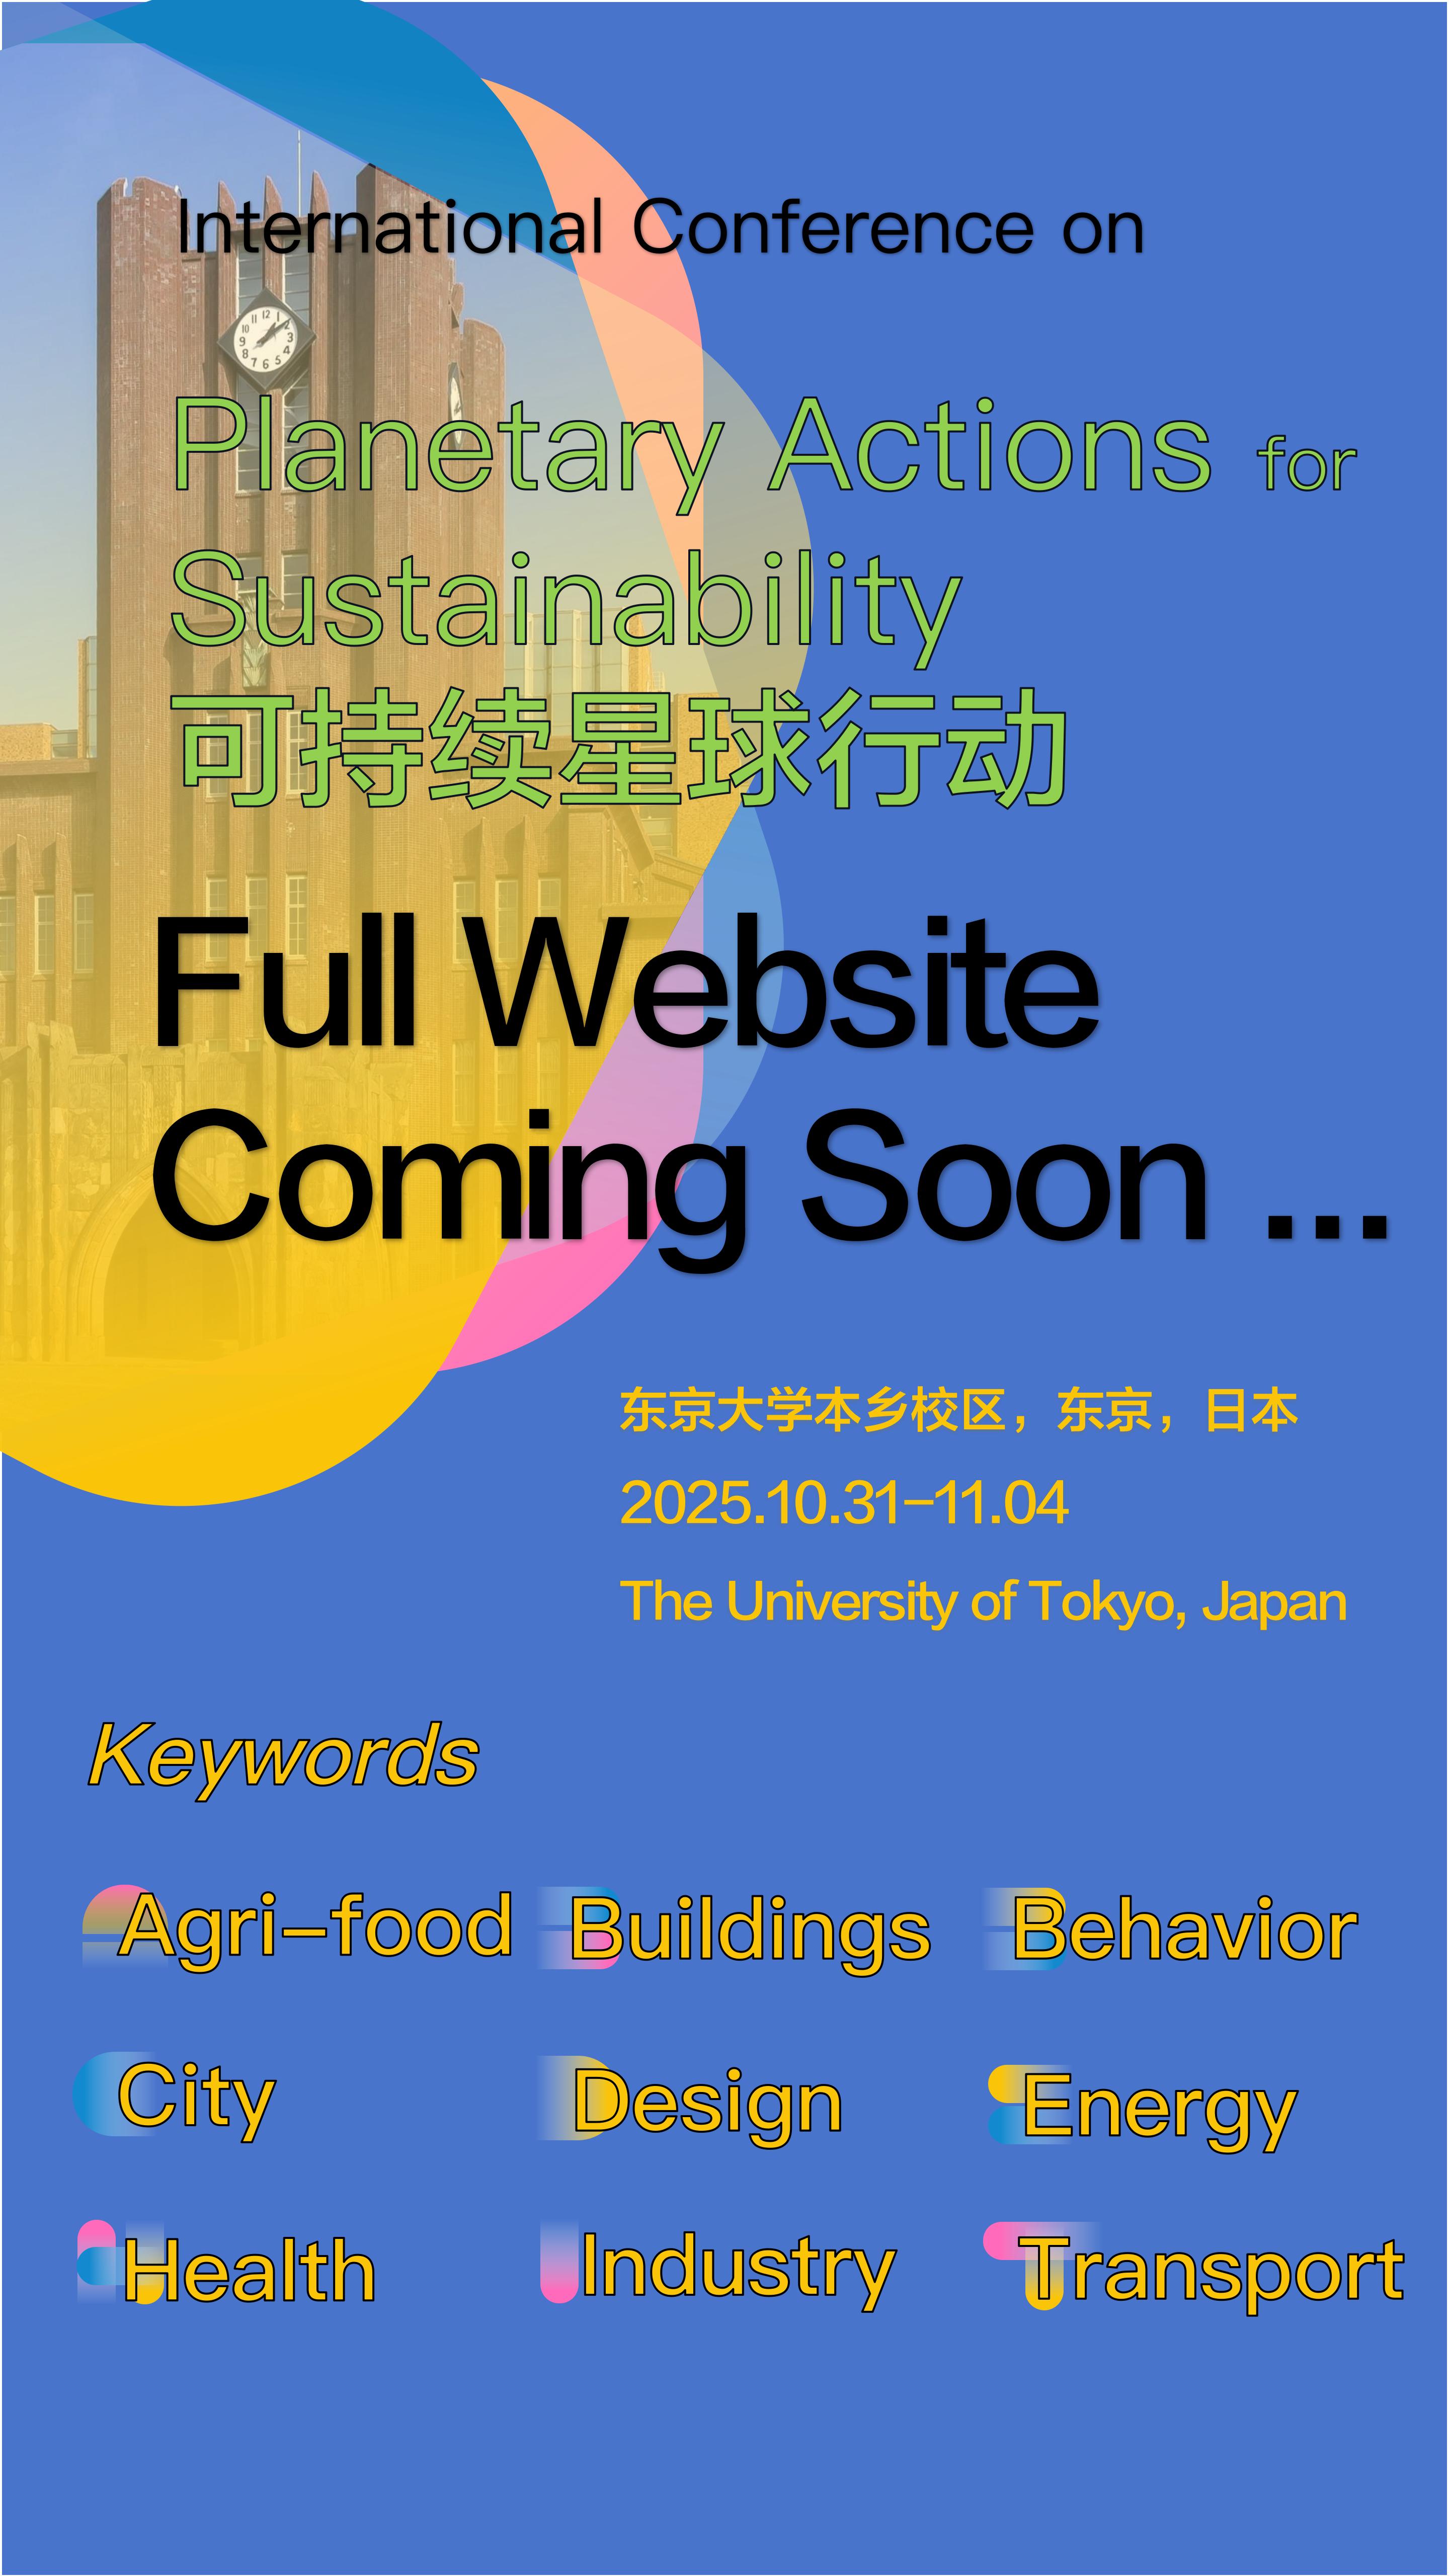 International Conference on
Planetary Actions for
Sustainability
可持续星球行动
Full Website
Coming Soon ...
东京大学本乡校区，东京，日本
2025.10.31-11.04
The University of Tokyo, Japan
Keywords
Agri-food Buildings Behavior
City Design Energy
Health Industry Transport